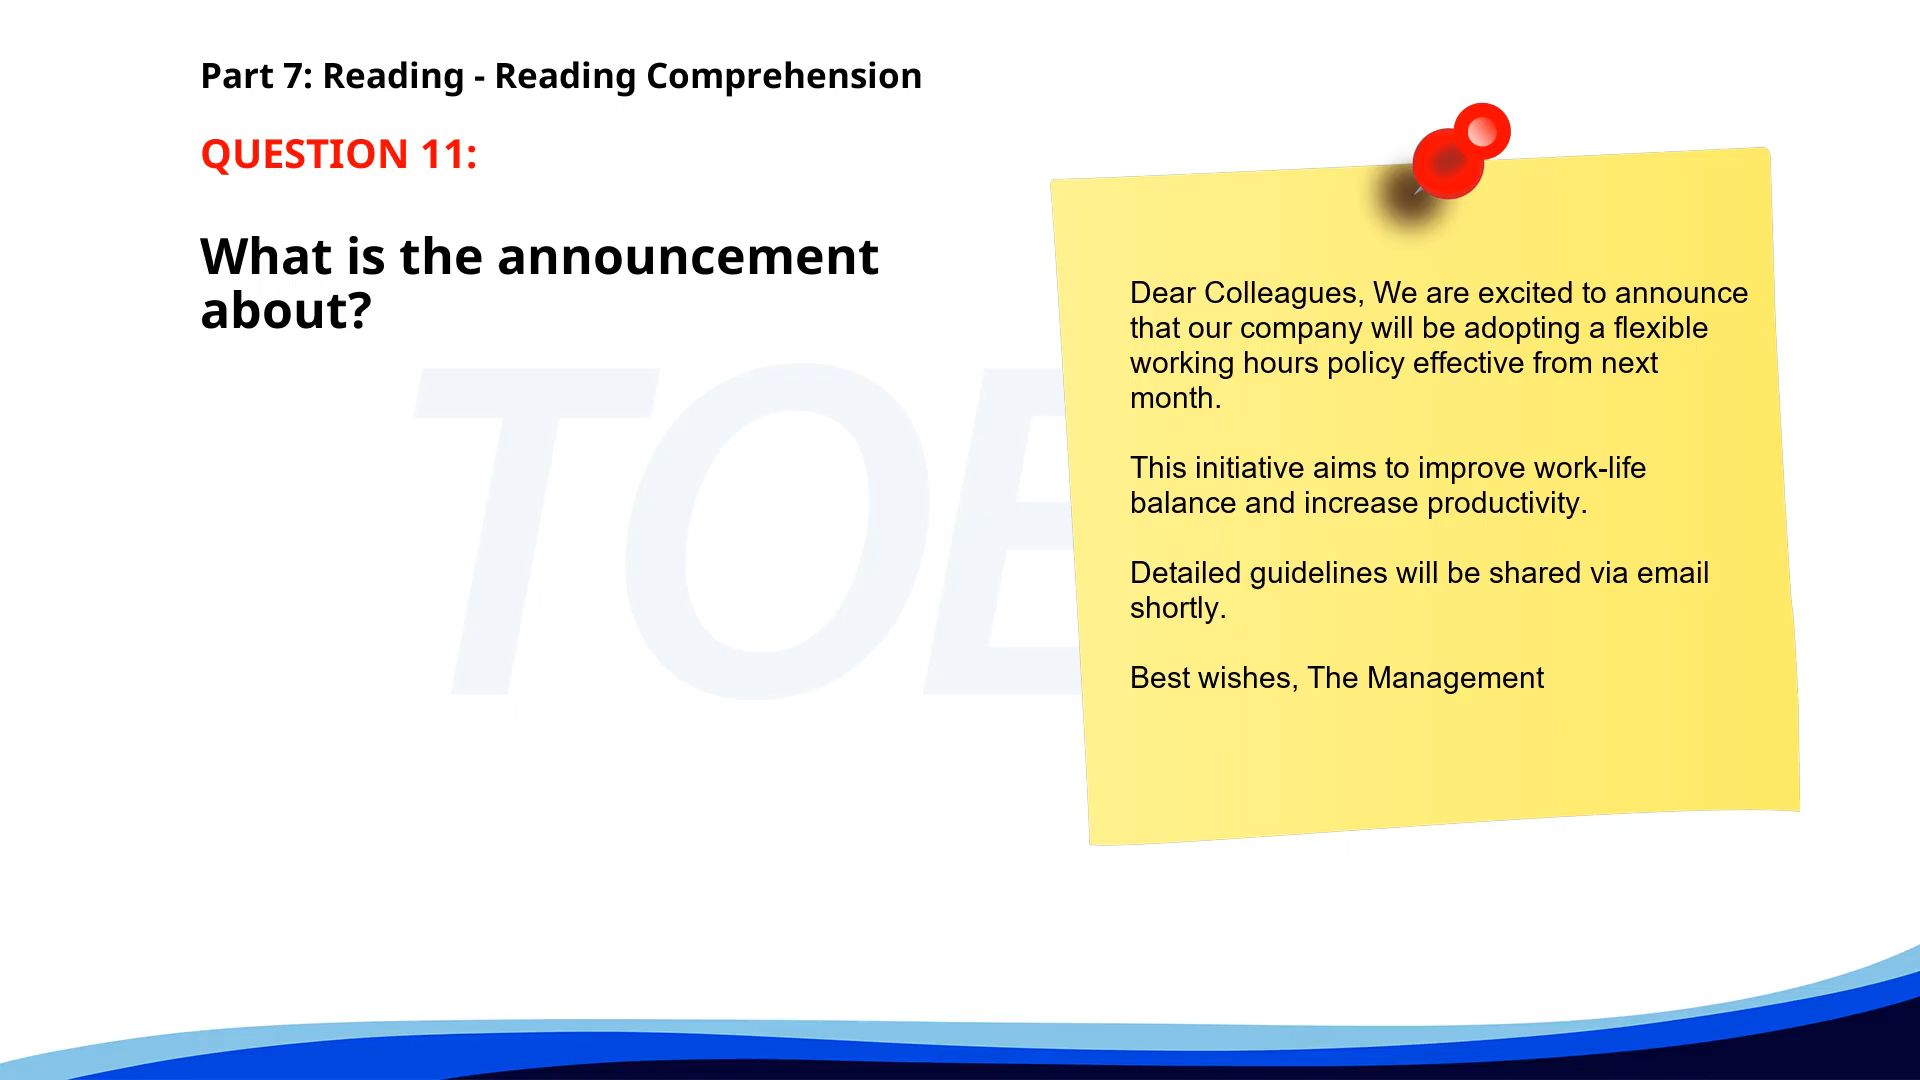 Part 7: Reading - Reading Comprehension
QUESTION 11:
What is the announcement
about?
Dear Colleagues, We are excited to announce
that our company will be adopting a flexible
working hours policy effective from next
month.
This initiative aims to improve work-life
balance and increase productivity.
Detailed guidelines will be shared via email
shortly.
Best wishes, The Management
TOE